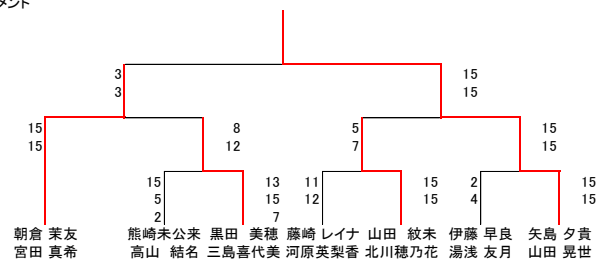 メント
3 15
3 15
15 8 5 15
15 12 7 15
15 13 11 15 2 15
5 15 12 15 4 15
2 7
朝倉 茉友 熊崎未公来 黒田 美穂 藤崎 レイナ 山田 紋未 伊藤 早良 矢島 夕貴
宮田 真希 高山 結名 三島喜代美 河原英梨香 北川穂乃花 湯浅 友月 山田 晃世